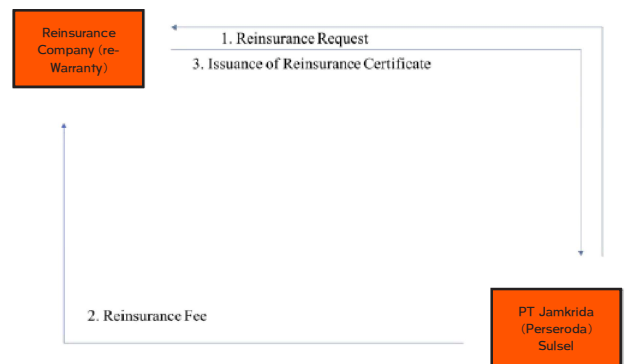 Reinsurance
Company (re-
Warranty)
1. Reinsurance Request
3. Issuance of Reinsurance Certificate
2. Reinsurance Fee
PT Jamkrida
(Perseroda)
Sulsel